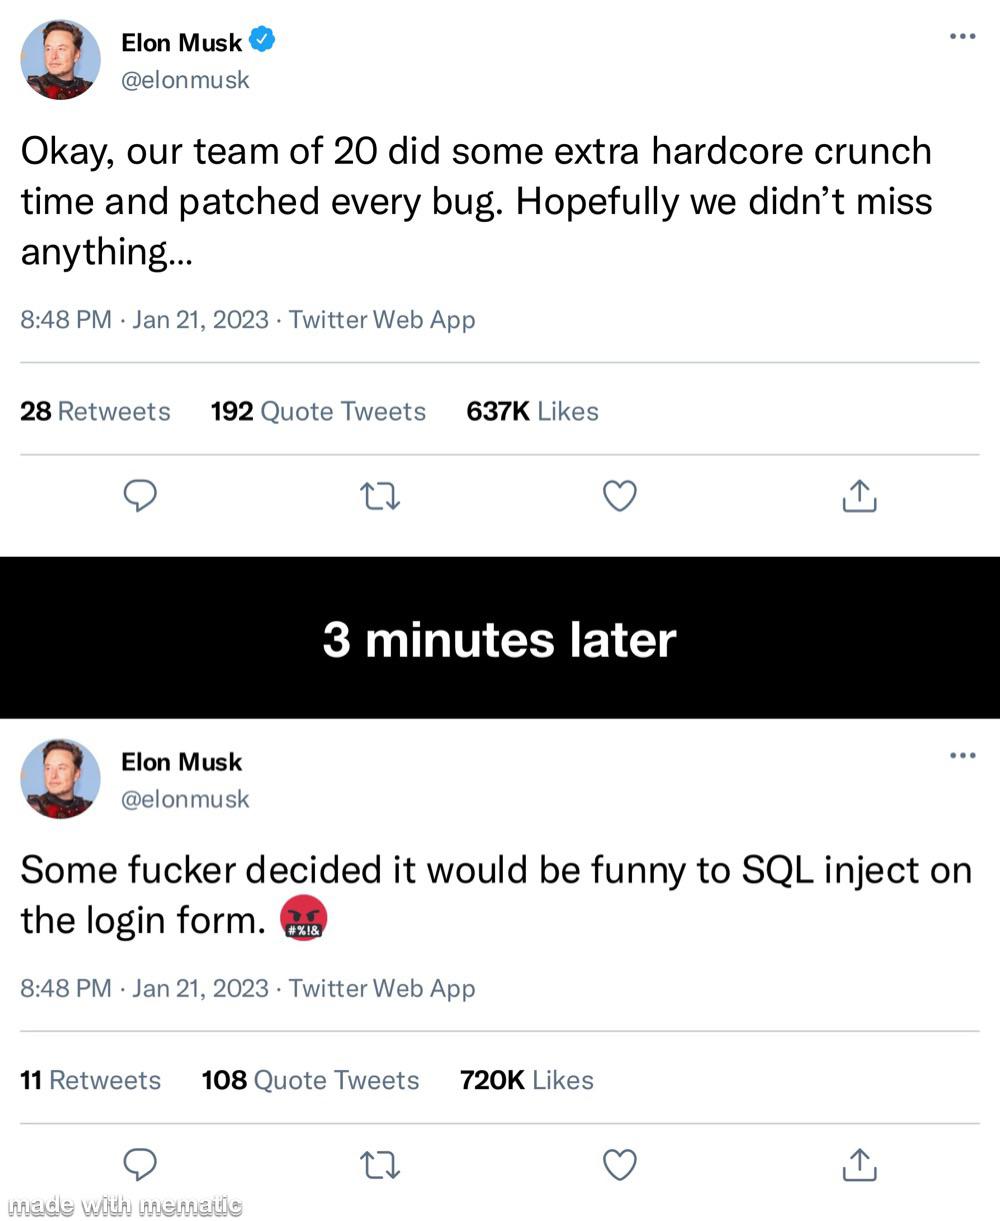 Elon Musk
@elonmusk
Okay, our team of 20 did some extra hardcore crunch
time and patched every bug. Hopefully we didn’t miss
anything...
8:48 PM · Jan 21, 2023 · Twitter Web App
28 Retweets 192 Quote Tweets 637K Likes
3 minutes later
Elon Musk
@elonmusk
Some fucker decided it would be funny to SQL inject on
the login form. 🤬
8:48 PM · Jan 21, 2023 · Twitter Web App
11 Retweets 108 Quote Tweets 720K Likes
made with mematic